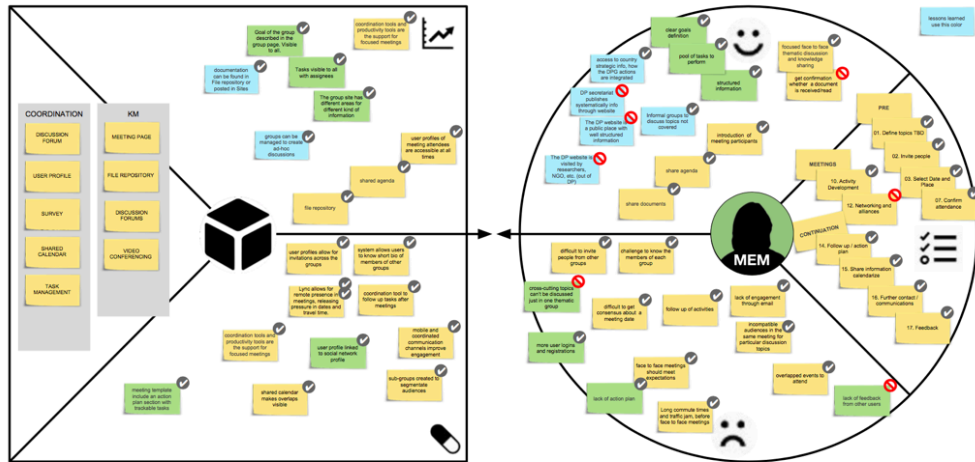 Goal of the group
described in the
group page. Visible
to all.
coordination tools and
productivity tools are
the support for
focused meetings
documentation
can be found in
File repository or
posted in Sites
Tasks visible to all
with assigness
The group site has
different areas for
different kind of
information
groups can be
managed to create
ad-hoc discussions
user profiles of
meeting attendees
are accessible at all
times
shared agenda
file repository
COORDINATION
DISCUSSION
FORUM
USER PROFILE
SURVEY
SHARED
CALENDAR
TASK
MANAGEMENT
KM
MEETING PAGE
FILE REPOSITORY
DISCUSSION
FORUMS
VIDEO
CONFERENCING
user profiles allow for
invitations across the
groups
system allows users
to know short bio of
members of other
groups
Lync allows for
remote presence in
meetings, releasing
pressure in dates and
travel time.
coordination tool to
follow up tasks after
meetings
coordination tools and
productivity tools are
the support for
focused meetings
user profile linked
to social network
profile
mobile and
coordinated
communication
channels improve
engagement
meeting template
include an action
plan section with
trackable tasks
shared calendar
makes overlaps
visible
sub-groups created to
segmentate
audiences
lessons learned
use this color
clear goals
definition
access to country
strategic info, how
the DPG actions
are integrated
pool of tasks to
perform
focused face to face
thematic discussion
and knowledge
sharing
structured
information
get confirmation
whether a document
is received/read
DP secretariat
publishes
systematically info
through website
The DP website is
a public place with
well structured
information
Informal groups to
discuss topics not
covered
introduction of
meeting participants
The DP website is
visited by
researchers,
NGO, etc. (out of
DP)
share agenda
share documents
PRE
01. Define topics TBD
02. Invite people
03. Select Date and
Place
07. Confirm
attendance
MEETINGS
10. Activity
Development
12. Networking and
alliances
CONTINUATION
14. Follow up / action
plan
15. Share information
calendarize
16. Further contact /
communications
17. Feedback
MEM
difficult to invite
people from other
groups
challenge to know the
members of each
group
cross-cutting topics
can't be discussed
just in one thematic
group
difficult to get
consensus about a
meeting date
follow up of activities
lack of engagement
through email
more user logins
and registrations
Incompatible
audiences in the
same meeting for
particular discussion
topics
face to face meetings
should meet
expectations
overlapped events to
attend
lack of action plan
Long commute times
and traffic jam, before
face to face meetings
lack of feedback
from other users